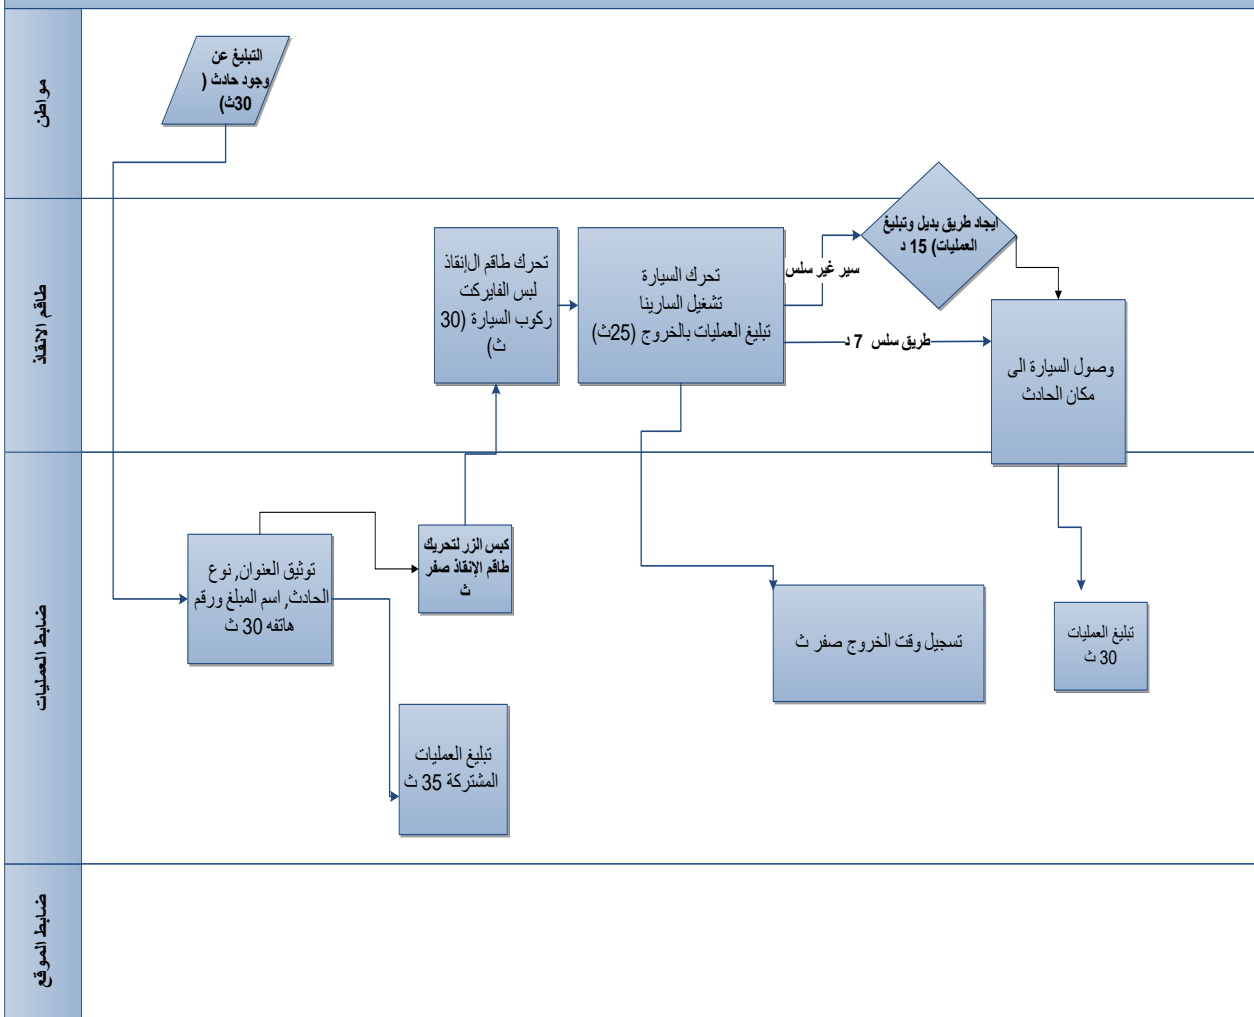 مواطن
التبليغ عن
وجود حادث (
30ث)
طاقم الانقاذ
تحرك طاقم الإنقاذ
لبس الفايركت
ركوب السيارة (30
ث)
تحرك السيارة
تشغيل السارينا
تبليغ العمليات بالخروج (25ث)
سير غير سلس
ايجاد طريق بديل وتبليغ
العمليات) 15 د
طريق سلس 7 د
وصول السيارة الى
مكان الحادث
ضابط العمليات
توثيق العنوان, نوع
الحادث, اسم المبلغ ورقم
هاتفه 30 ث
كبس الزر لتحريك
طاقم الإنقاذ صفر
ث
تبليغ العمليات
المشتركة 35 ث
تسجيل وقت الخروج صفر ث
تبليغ العمليات
30 ث
ضابط الموقع